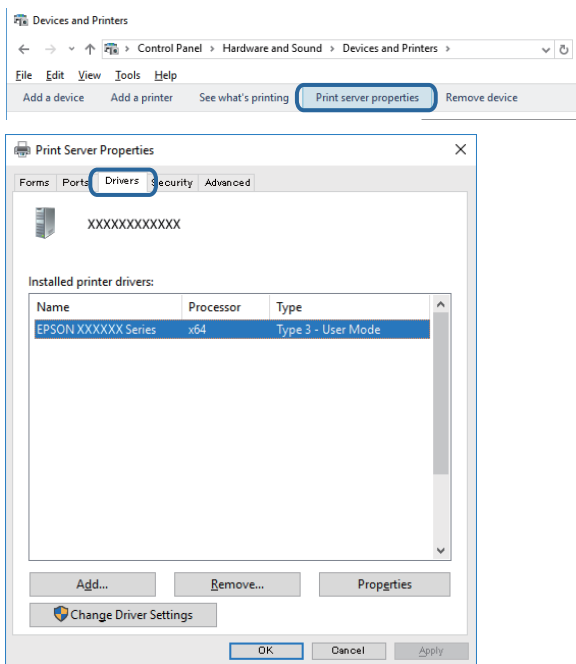 Devices and Printers
Control Panel > Hardware and Sound > Devices and Printers >
File Edit View Tools Help
Add a device Add a printer See what's printing Print server properties Remove device
Print Server Properties
Forms Ports Drivers Security Advanced
XXXXXXXXXXXX
Installed printer drivers:
Name Processor Type
EPSON XXXXXX Series x64 Type 3 - User Mode
Add... Remove... Properties
Change Driver Settings
OK Cancel Apply